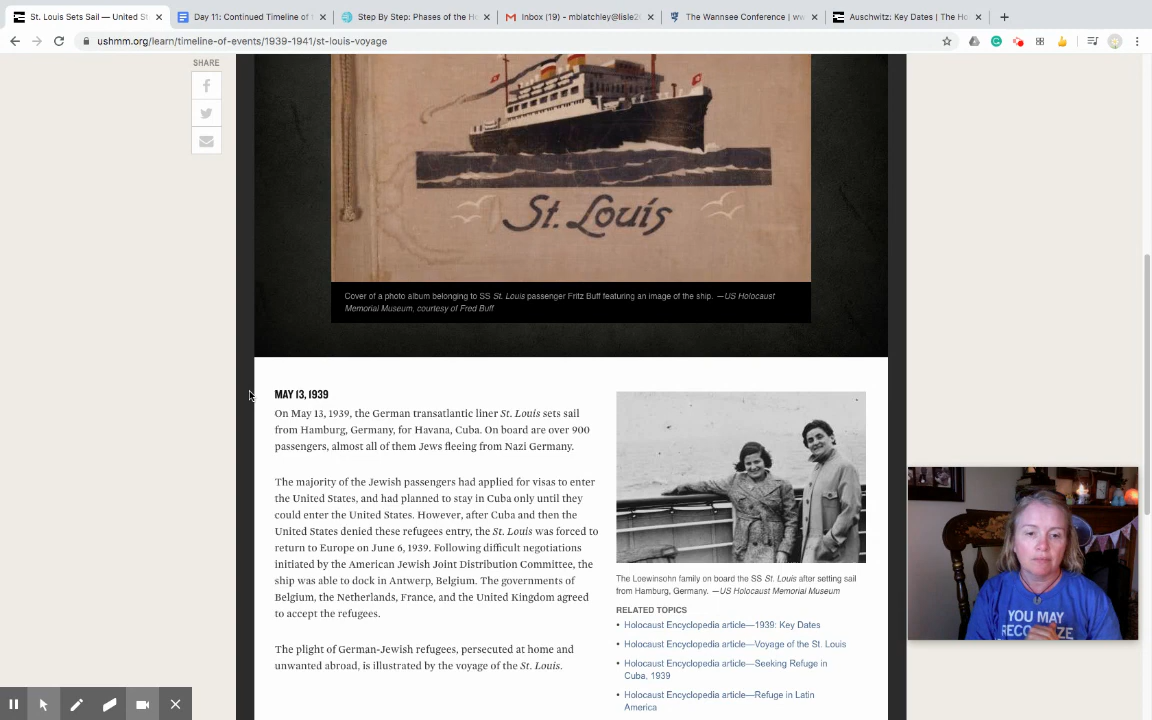 St. Louis Sets Sail — United St
Day 11: Continued Timeline of
Step By Step: Phases of the H
Inbox (19) - mblatchley@lisle2
The Wannsee Conference | ww
Auschwitz: Key Dates | The Ho
ushmm.org/learn/timeline-of-events/1939-1941/st-louis-voyage
SHARE
St. Louis
Cover of a photo album belonging to SS St. Louis passenger Fritz Buff featuring an image of the ship. —US Holocaust
Memorial Museum, courtesy of Fred Buff
MAY 13, 1939
On May 13, 1939, the German transatlantic liner St. Louis sets sail
from Hamburg, Germany, for Havana, Cuba. On board are over 900
passengers, almost all of them Jews fleeing from Nazi Germany.
The majority of the Jewish passengers had applied for visas to enter
the United States, and had planned to stay in Cuba only until they
could enter the United States. However, after Cuba and then the
United States denied these refugees entry, the St. Louis was forced to
return to Europe on June 6, 1939. Following difficult negotiations
initiated by the American Jewish Joint Distribution Committee, the
ship was able to dock in Antwerp, Belgium. The governments of
Belgium, the Netherlands, France, and the United Kingdom agreed
to accept the refugees.
The plight of German-Jewish refugees, persecuted at home and
unwanted abroad, is illustrated by the voyage of the St. Louis.
The Loewinsohn family on board the SS St. Louis after setting sail
from Hamburg, Germany. —US Holocaust Memorial Museum
RELATED TOPICS
• Holocaust Encyclopedia article—1939: Key Dates
• Holocaust Encyclopedia article—Voyage of the St. Louis
• Holocaust Encyclopedia article—Seeking Refuge in
Cuba, 1939
• Holocaust Encyclopedia article—Refuge in Latin
America
YOU MAY
RECOGNIZE